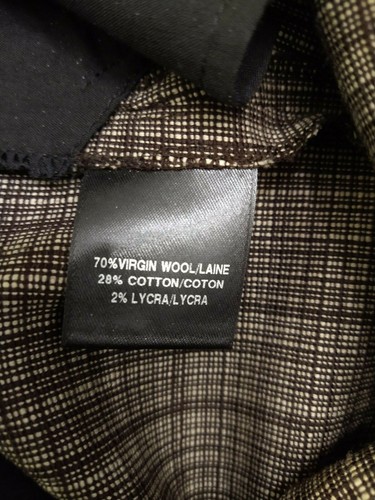 70%VIRGIN WOOL/LAINE
28% COTTON/COTON
2% LYCRA/LYCRA